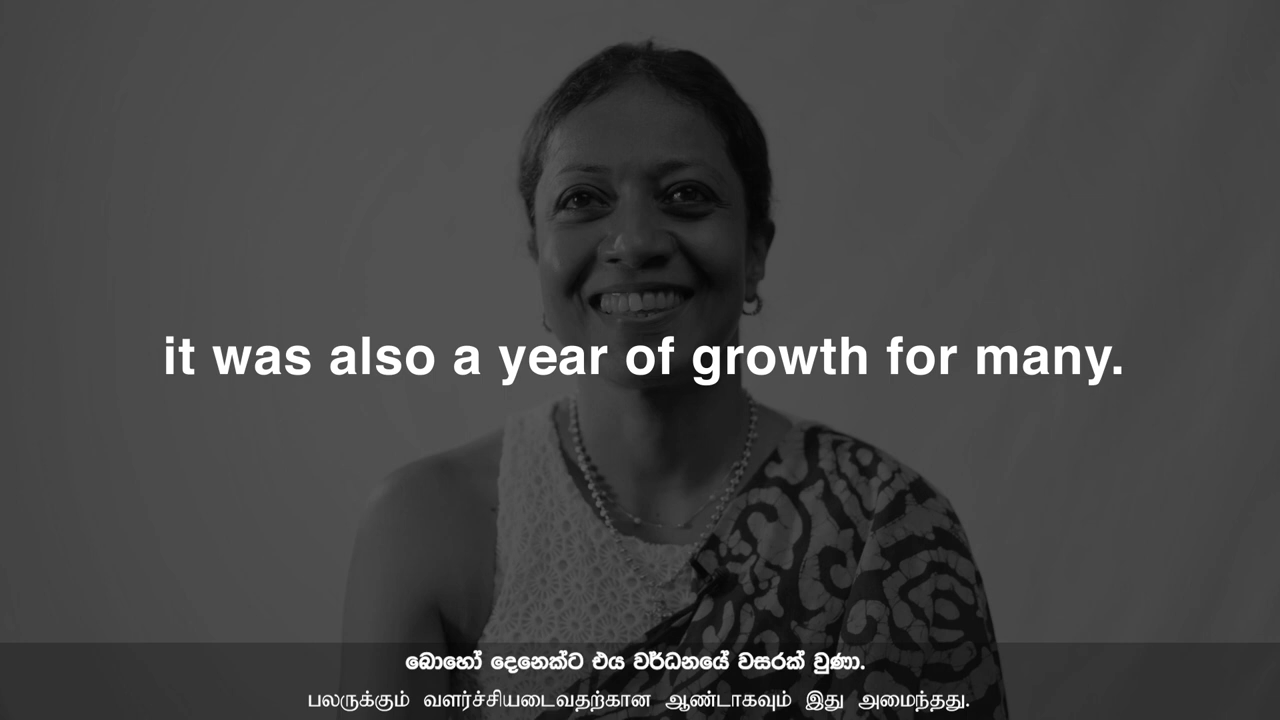 it was also a year of growth for many.
බොහෝ දෙනෙක්ට එය වර්ධනයේ වසරක් වුණා.
பலருக்கும் வளர்ச்சியடைவதற்கான ஆண்டாகவும் இது அமைந்தது.